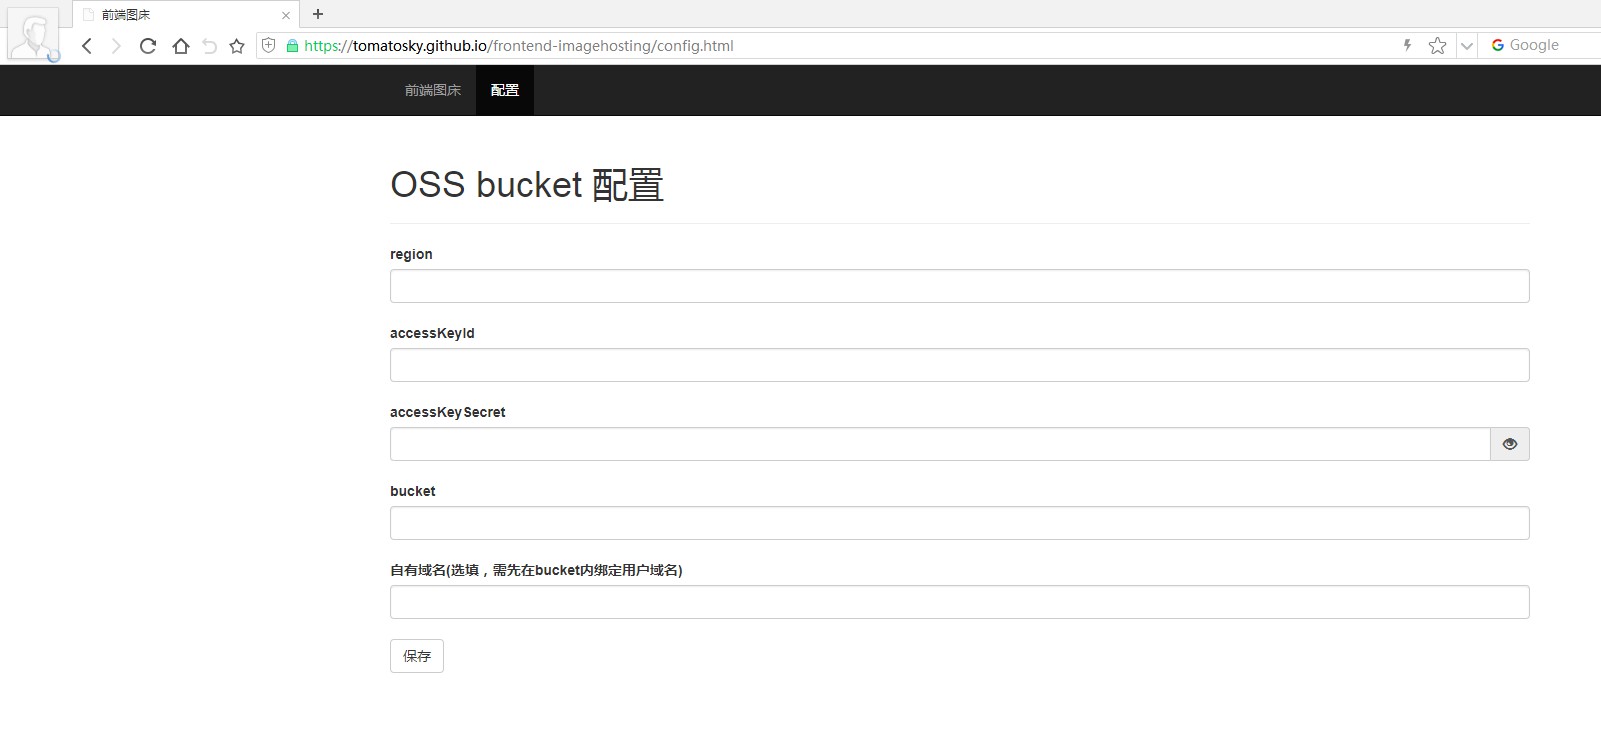 前端图床
https://tomatosky.github.io/frontend-imagehosting/config.html
Google
前端图床
配置
OSS bucket 配置
region
accessKeyId
accessKeySecret
bucket
自有域名(选填，需先在bucket内绑定用户域名)
保存